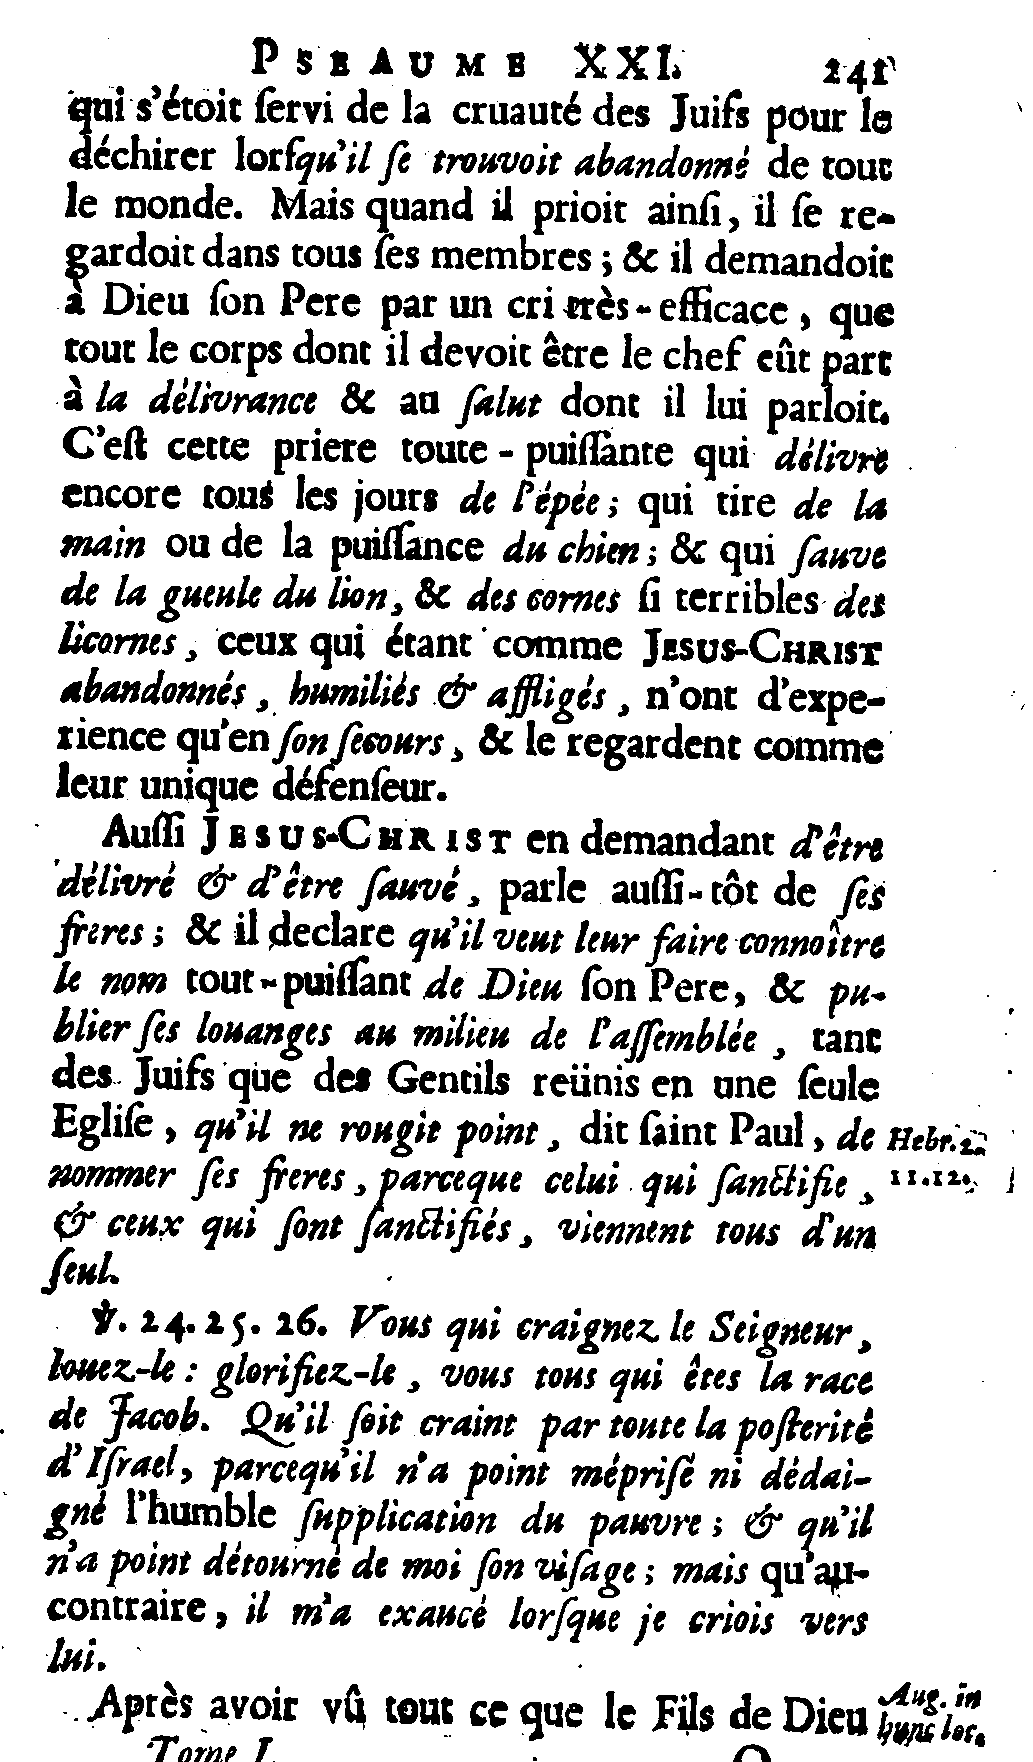 PSEAUME XXI. 241
qui s'étoit ſervi de la cruauté des Juifs pour le
déchirer lorſqu'il ſe trouvoit abandonné de tout
le monde. Mais quand il prioit ainſi, il ſe re-
gardoit dans tous ſes membres ; & il demandoit
à Dieu ſon Pere par un cri très-efficace, que
tout le corps dont il devoit être le chef eût part
à la délivrance & au ſalut dont il lui parloit.
C'eſt cette priere toute-puiſſante qui délivre
encore tous les jours de l'épée ; qui tire de la
main ou de la puiſſance du chien ; & qui ſauve
de la gueule du lion, & des cornes ſi terribles des
licornes, ceux qui étant comme JESUS-CHRIST
abandonnés, humiliés & affligés, n'ont d'expe-
rience qu'en ſon ſecours, & le regardent comme
leur unique défenſeur.
Auſſi JESUS-CHRIST en demandant d'être
délivré & d'être ſauvé, parle auſſi-tôt de ſes
freres ; & il declare qu'il veut leur faire connoître
le nom tout-puiſſant de Dieu ſon Pere, & pu-
blier ſes louanges au milieu de l'aſſemblée, tant
des Juifs que des Gentils reünis en une ſeule
Egliſe, qu'il ne rougit point, dit ſaint Paul, de Hebr. 2.
nommer ſes freres, parceque celui qui ſanctifie, 11.12.
& ceux qui ſont ſanctifiés, viennent tous d'un
ſeul.
℣. 24. 25. 26. Vous qui craignez le Seigneur,
louez-le : glorifiez-le, vous tous qui êtes la race
de Jacob. Qu'il ſoit craint par toute la poſterité
d'Iſrael, parcequ'il n'a point mépriſé ni dédai-
gné l'humble ſupplication du pauvre ; & qu'il
n'a point détourné de moi ſon viſage ; mais qu'au-
contraire, il m'a exaucé lorſque je criois vers
lui.
Après avoir vû tout ce que le Fils de Dieu Aug. in
hunc loc.
Tome I. Q